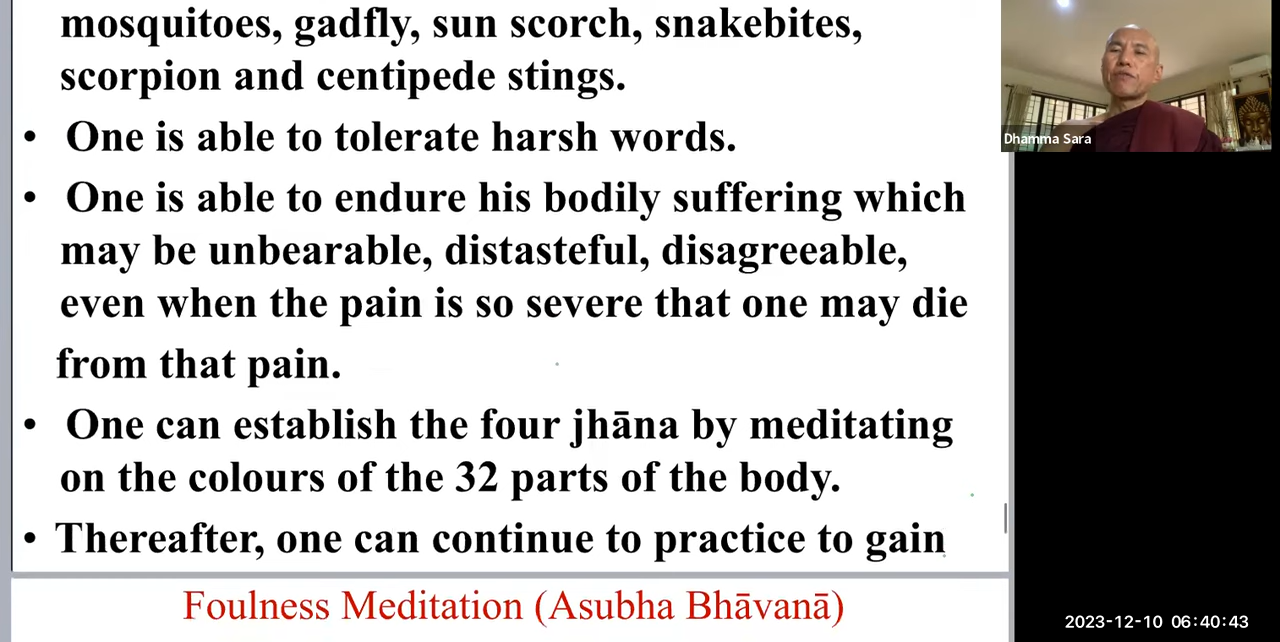 mosquitoes, gadfly, sun scorch, snakebites,
scorpion and centipede stings.
• One is able to tolerate harsh words.
• One is able to endure his bodily suffering which
may be unbearable, distasteful, disagreeable,
even when the pain is so severe that one may die
from that pain.
• One can establish the four jhāna by meditating
on the colours of the 32 parts of the body.
• Thereafter, one can continue to practice to gain
Foulness Meditation (Asubha Bhāvanā)
Dhamma Sara
2023-12-10 06:40:43